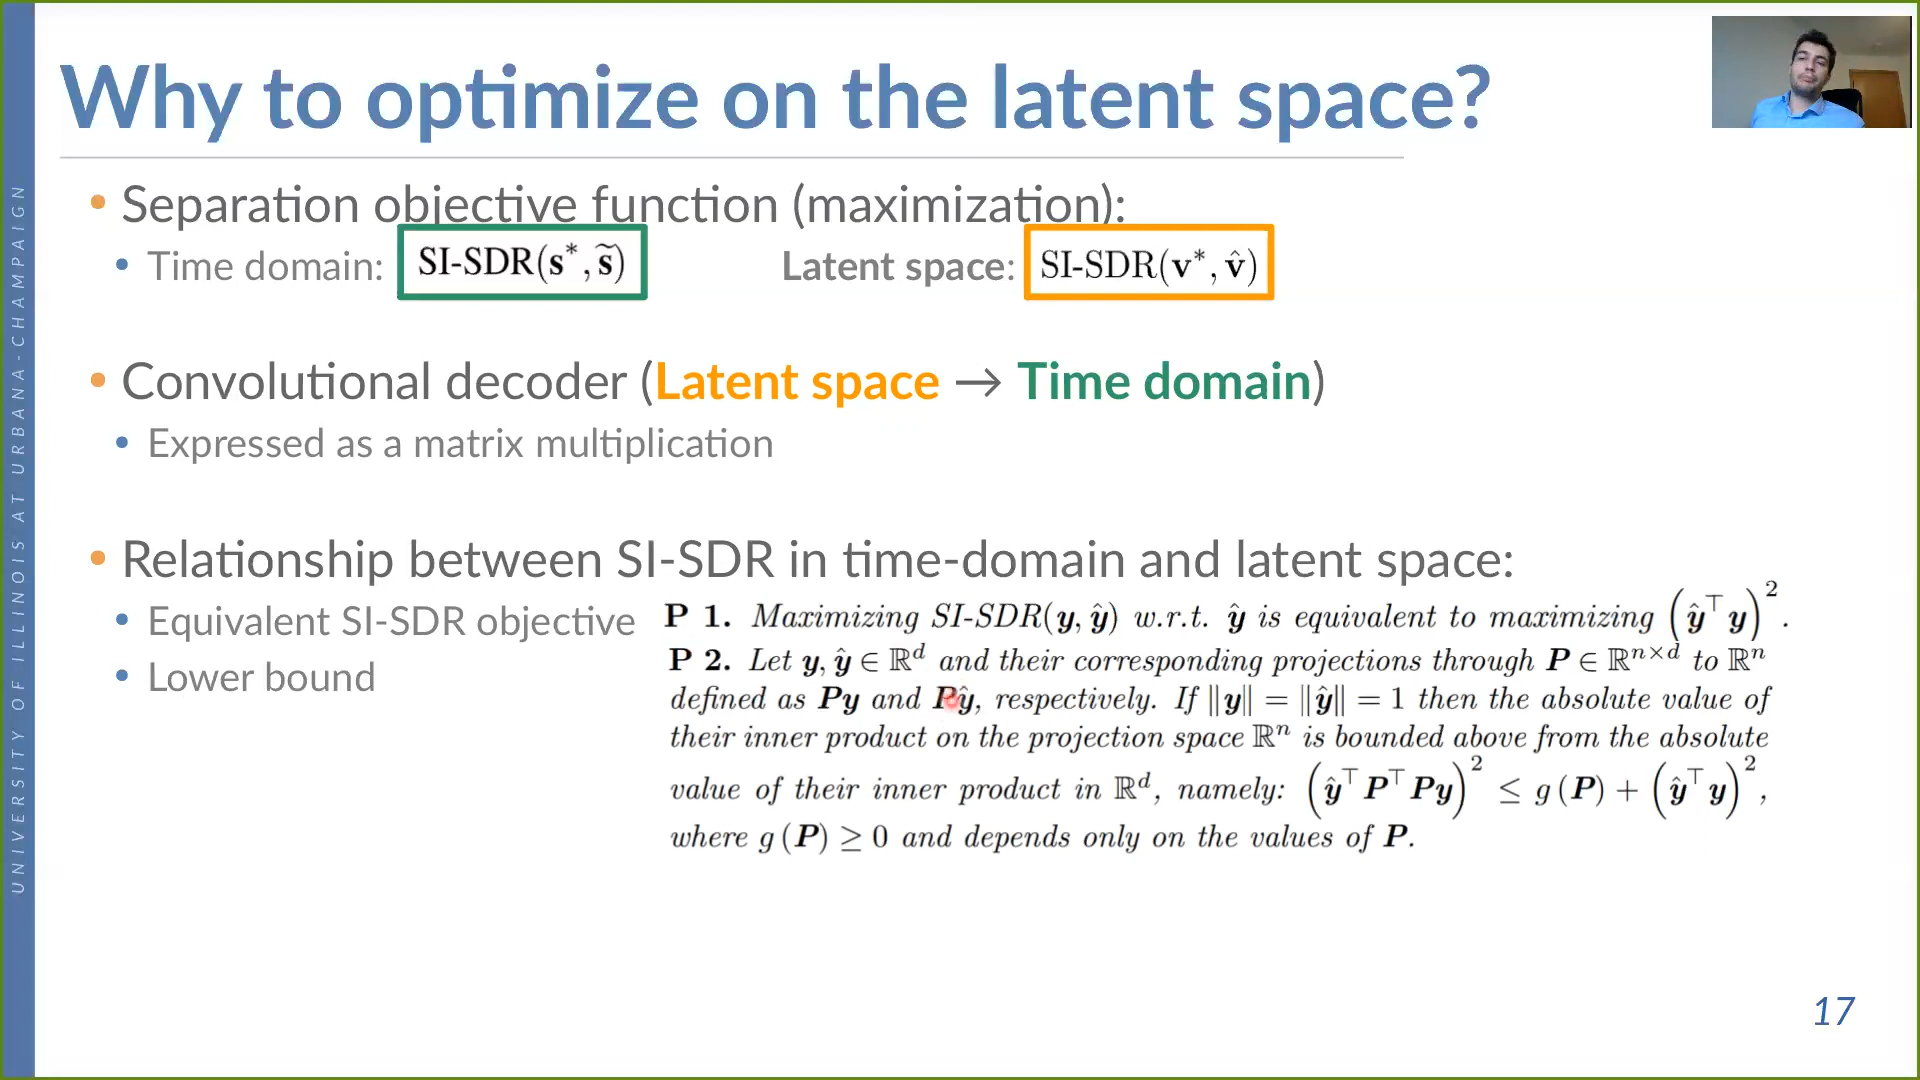 Why to optimize on the latent space?
• Separation objective function (maximization):
• Time domain: SI-SDR(s*, s̃) Latent space: SI-SDR(v*, v̂)
• Convolutional decoder (Latent space → Time domain)
• Expressed as a matrix multiplication
• Relationship between SI-SDR in time-domain and latent space:
• Equivalent SI-SDR objective
• Lower bound
P 1. Maximizing SI-SDR(y, ŷ) w.r.t. ŷ is equivalent to maximizing (ŷ⊤y)².
P 2. Let y, ŷ ∈ ℝᵈ and their corresponding projections through P ∈ ℝⁿˣᵈ to ℝⁿ
defined as Py and Pŷ, respectively. If ‖y‖ = ‖ŷ‖ = 1 then the absolute value of
their inner product on the projection space ℝⁿ is bounded above from the absolute
value of their inner product in ℝᵈ, namely: (ŷ⊤P⊤Py)² ≤ g (P) + (ŷ⊤y)²,
where g (P) ≥ 0 and depends only on the values of P.
17
UNIVERSITY OF ILLINOIS AT URBANA-CHAMPAIGN